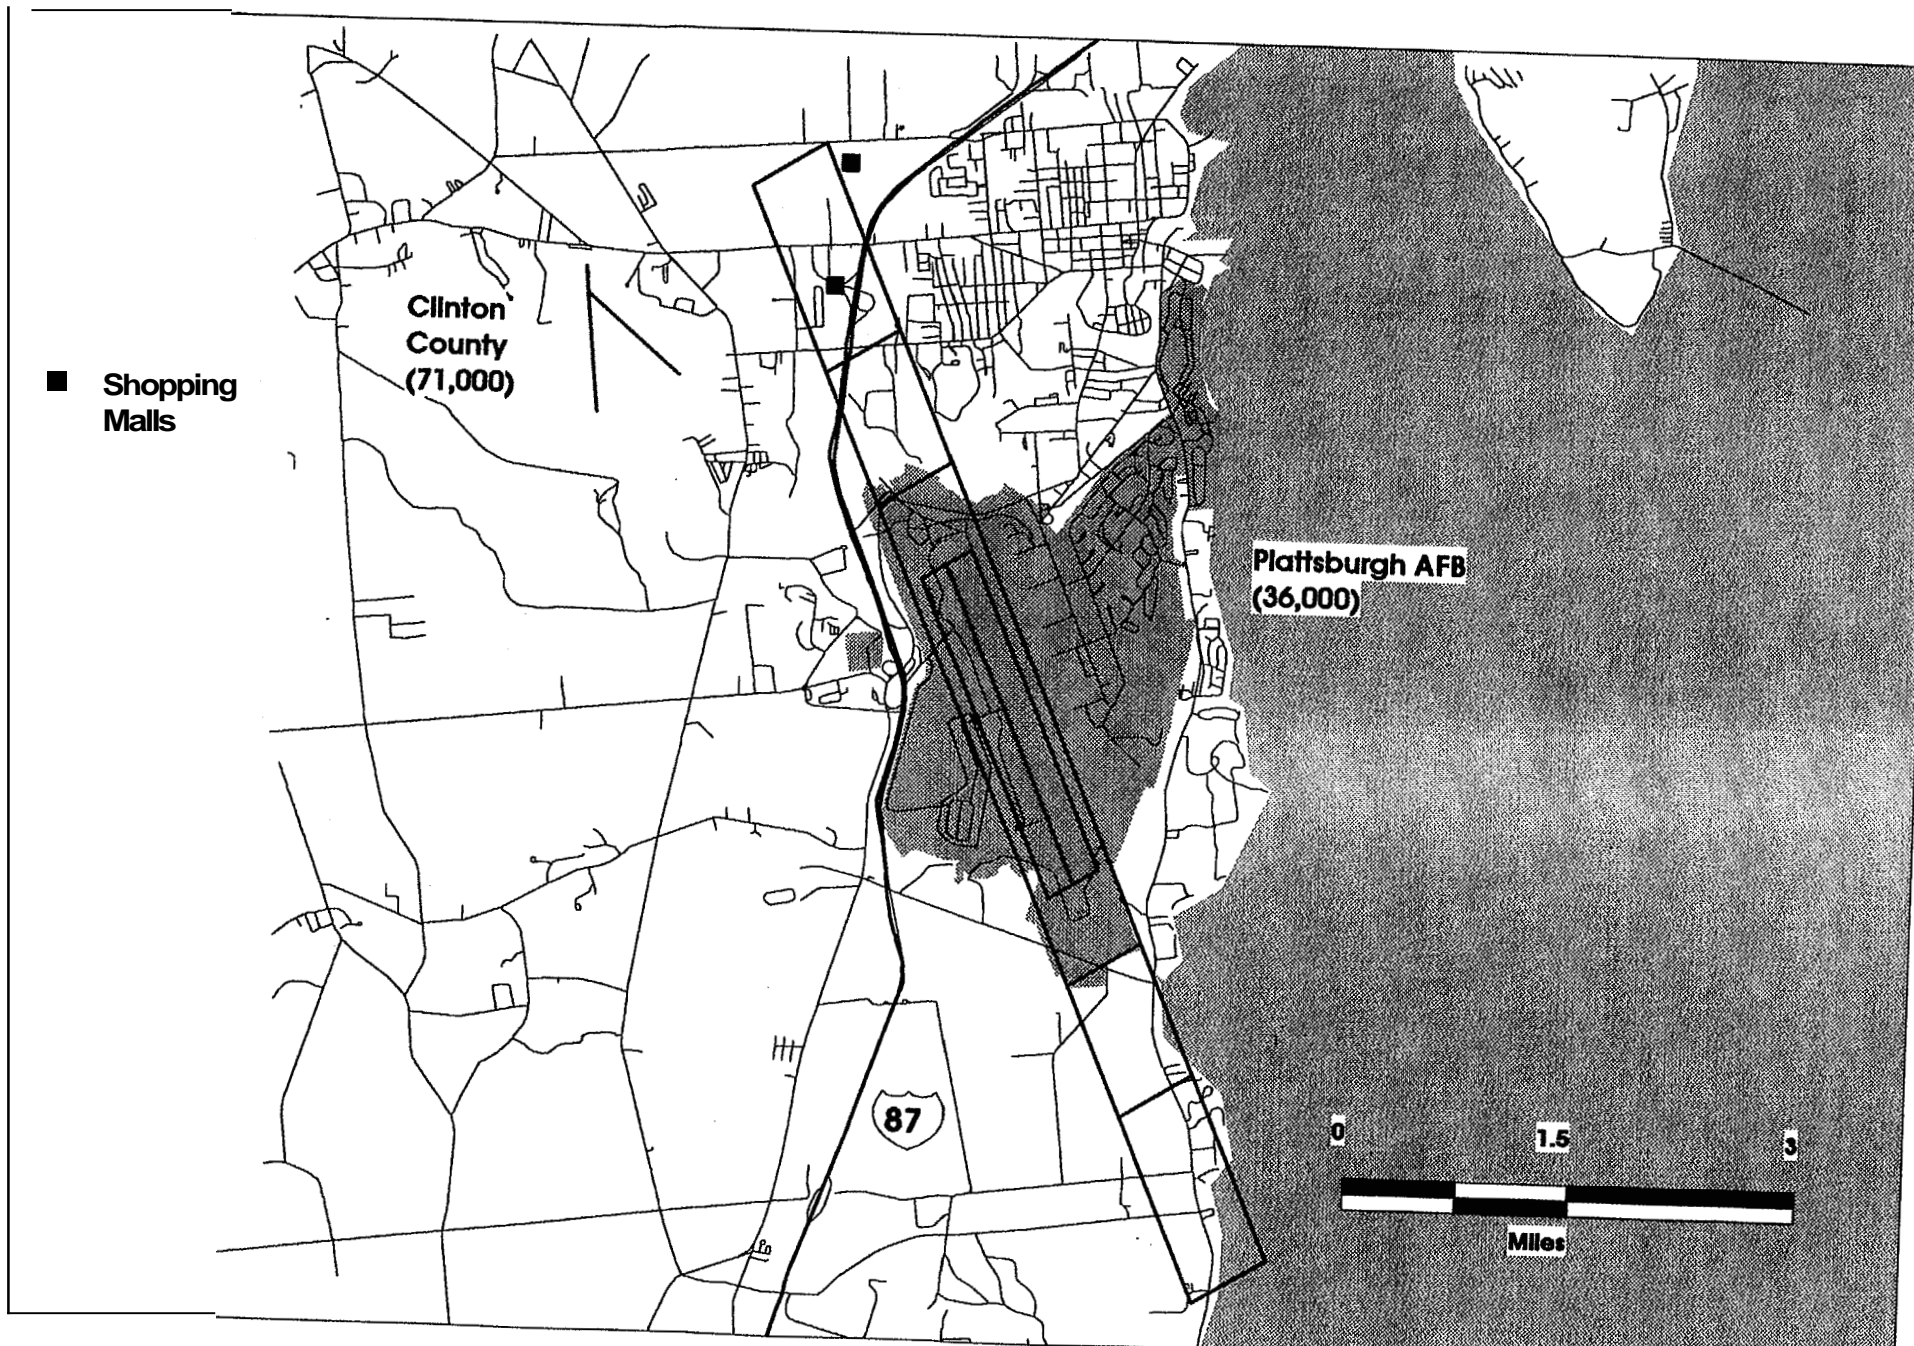 Clinton
County
(71,000)
Shopping
Malls
Plattsburgh AFB
(36,000)
87
0
1.5
3
Miles